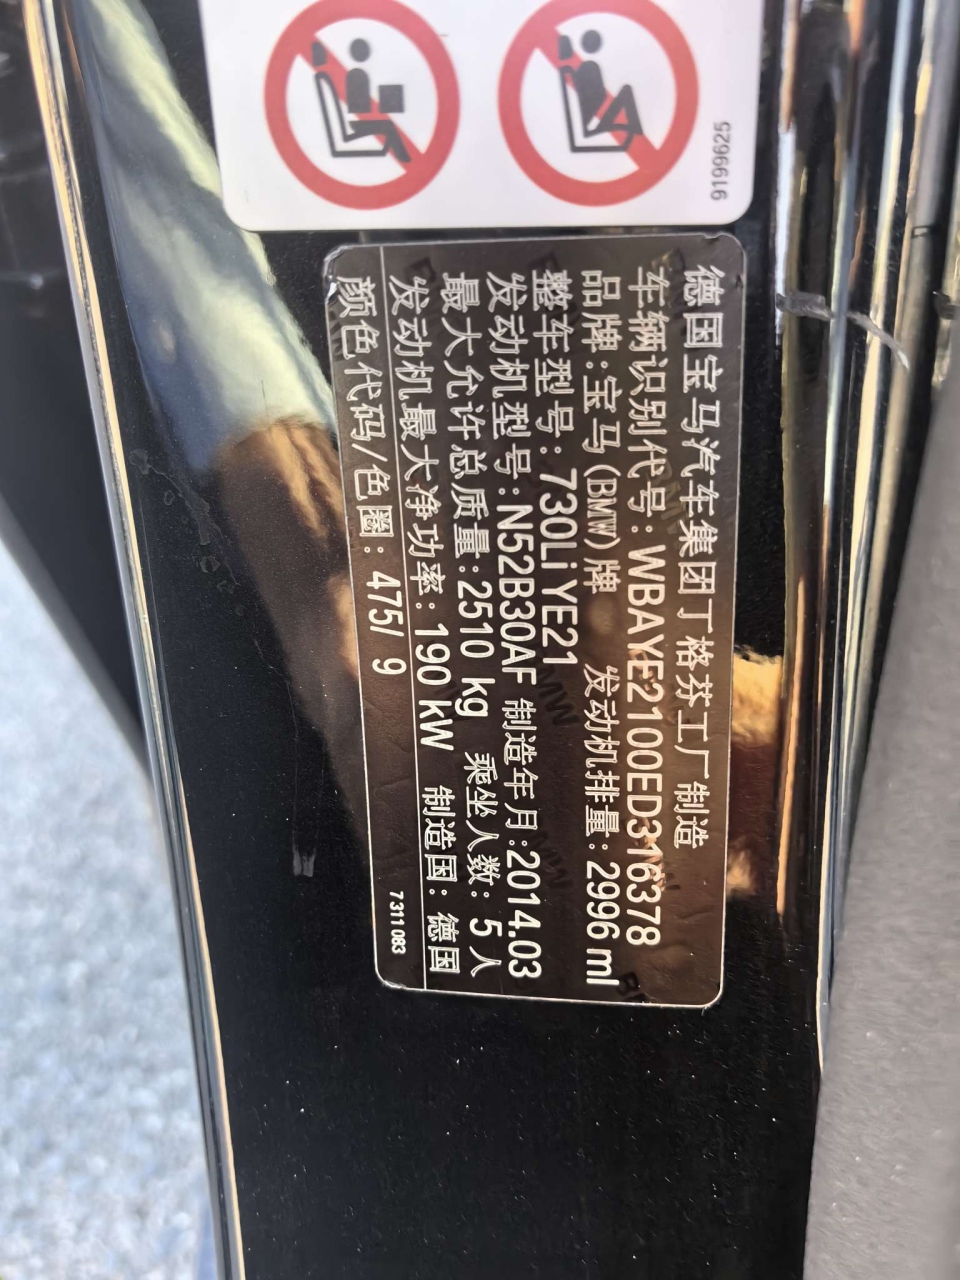 9199625
德国宝马汽车集团丁格芬工厂制造
车辆识别代号:WBAYE2100ED316378
品牌:宝马(BMW)牌 发动机排量:2996 ml
整车型号:730Li YE21
发动机型号:N52B30AF 制造年月:2014.03
最大允许总质量:2510 kg 乘坐人数:5人
发动机最大净功率:190 kW 制造国:德国
颜色代码/色圈:475/ 9
7311 083